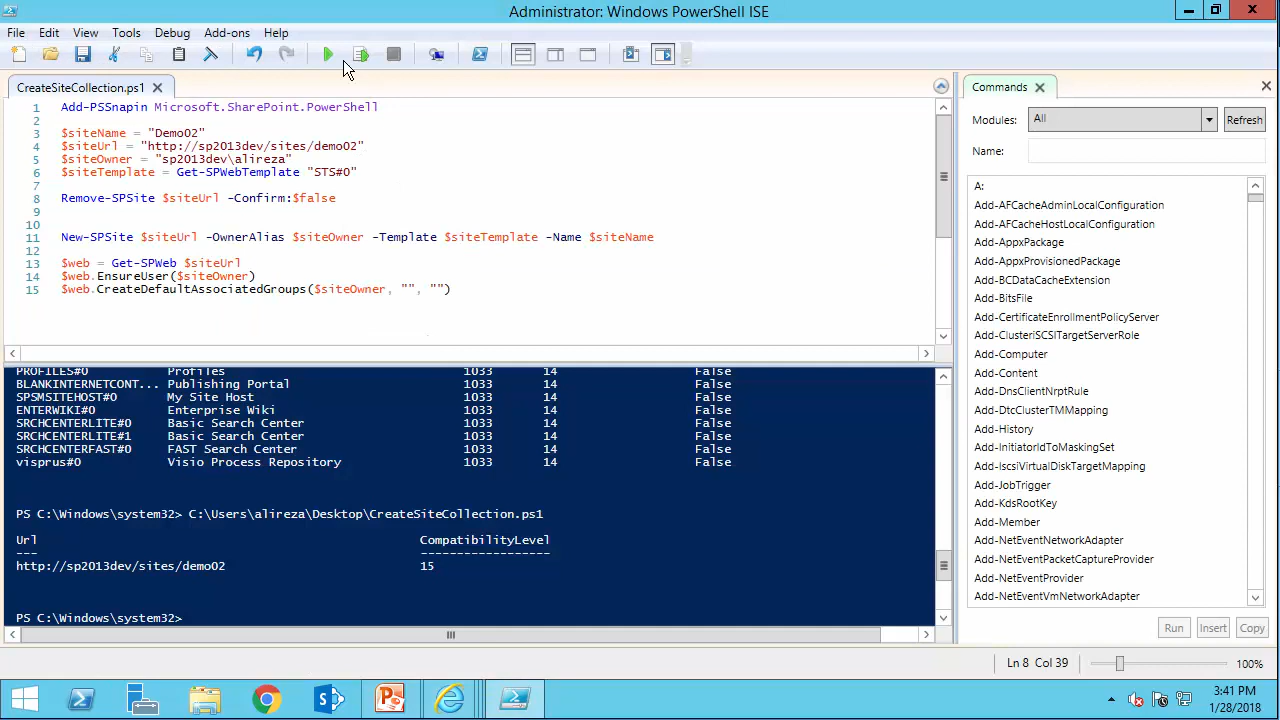 Administrator: Windows PowerShell ISE
File Edit View Tools Debug Add-ons Help
CreateSiteCollection.ps1
1 Add-PSSnapin Microsoft.SharePoint.PowerShell
2
3 $siteName = "Demo02"
4 $siteUrl = "http://sp2013dev/sites/demo02"
5 $siteOwner = "sp2013dev\alireza"
6 $siteTemplate = Get-SPWebTemplate "STS#0"
7
8 Remove-SPSite $siteUrl -Confirm:$false
9
10
11 New-SPSite $siteUrl -OwnerAlias $siteOwner -Template $siteTemplate -Name $siteName
12
13 $web = Get-SPWeb $siteUrl
14 $web.EnsureUser($siteOwner)
15 $web.CreateDefaultAssociatedGroups($siteOwner, "", "")
PROFILES#0 Profiles 1033 14 False
BLANKINTERNETCONT... Publishing Portal 1033 14 False
SPSMSITEHOST#0 My Site Host 1033 14 False
ENTERWIKI#0 Enterprise Wiki 1033 14 False
SRCHCENTERLITE#0 Basic Search Center 1033 14 False
SRCHCENTERLITE#1 Basic Search Center 1033 14 False
SRCHCENTERFAST#0 FAST Search Center 1033 14 False
visprus#0 Visio Process Repository 1033 14 False
PS C:\Windows\system32> C:\Users\alireza\Desktop\CreateSiteCollection.ps1
Url CompatibilityLevel
--- ------------------
http://sp2013dev/sites/demo02 15
PS C:\Windows\system32>
Commands
Modules: All Refresh
Name:
A:
Add-AFCacheAdminLocalConfiguration
Add-AFCacheHostLocalConfiguration
Add-AppxPackage
Add-AppxProvisionedPackage
Add-BCDataCacheExtension
Add-BitsFile
Add-CertificateEnrollmentPolicyServer
Add-ClusteriSCSITargetServerRole
Add-Computer
Add-Content
Add-DnsClientNrptRule
Add-DtcClusterTMMapping
Add-History
Add-InitiatorIdToMaskingSet
Add-IscsiVirtualDiskTargetMapping
Add-JobTrigger
Add-KdsRootKey
Add-Member
Add-NetEventNetworkAdapter
Add-NetEventPacketCaptureProvider
Add-NetEventProvider
Add-NetEventVmNetworkAdapter
Run Insert Copy
Ln 8 Col 39 100%
3:41 PM
1/28/2018